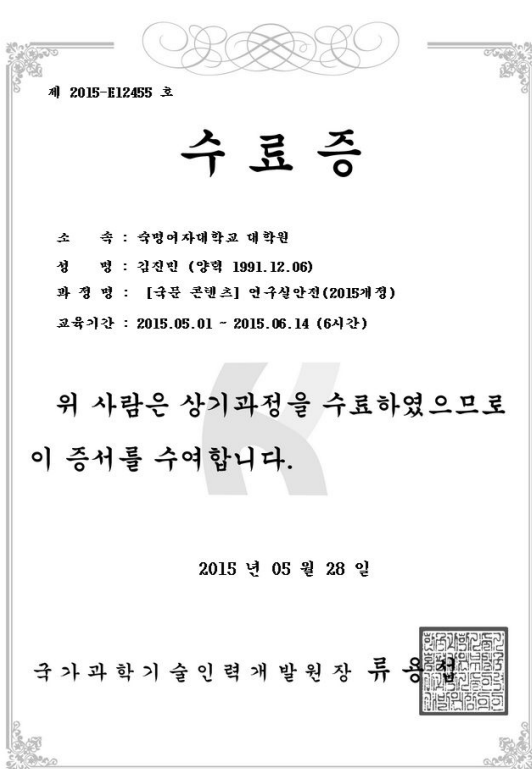 제 2015-E12455 호
수 료 증
소 속 : 숙명여자대학교 대학원
성 명 : 김진민 (양력 1991.12.06)
과 정 명 : [국문 콘텐츠] 연구실안전(2015개정)
교육기간 : 2015.05.01 - 2015.06.14 (6시간)
위 사람은 상기과정을 수료하였으므로
이 증서를 수여합니다.
2015 년 05 월 28 일
국가과학기술인력개발원장 류 용 섭